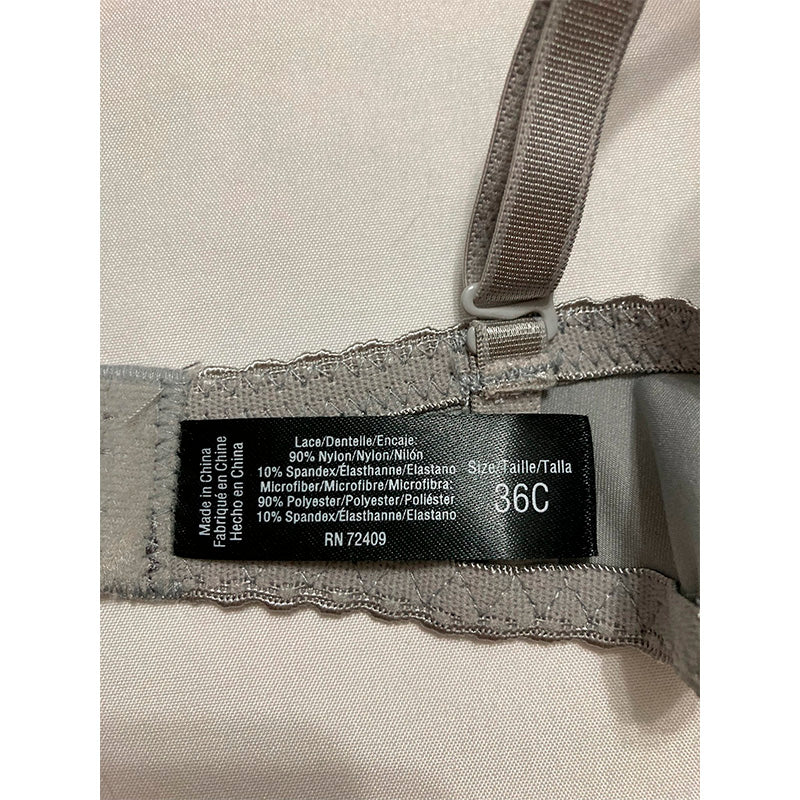 Made in China
Fabriqué en Chine
Hecho en China
Lace/Dentelle/Encaje:
90% Nylon/Nylon/Nilón
10% Spandex/Élasthanne/Elastano
Microfiber/Microfibre/Microfibra:
90% Polyester/Polyester/Poliéster
10% Spandex/Élasthanne/Elastano
RN 72409
Size/Taille/Talla
36C